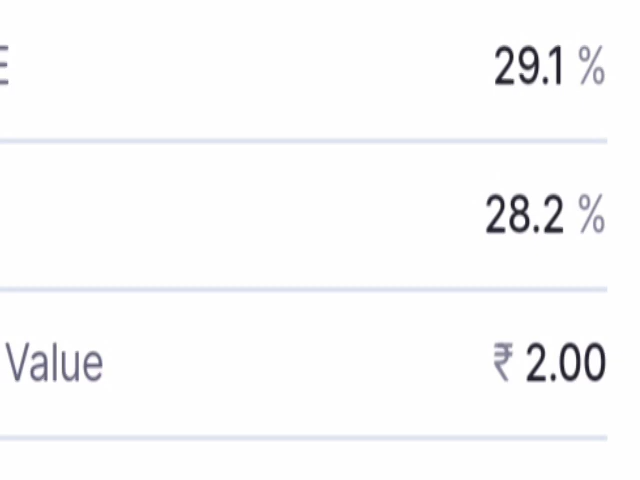 E 29.1 %
28.2 %
Value ₹ 2.00